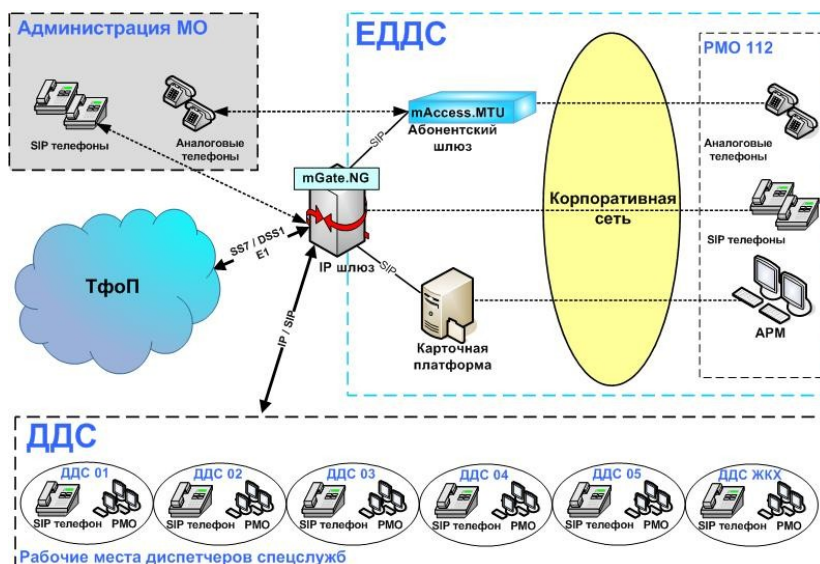 Администрация МО
SIP телефоны
Аналоговые
телефоны
ЕДДС
mAccess.MTU
Абонентский
шлюз
SIP
mGate.NG
IP шлюз
SIP
Карточная
платформа
Корпоративная
сеть
РМО 112
Аналоговые
телефоны
SIP телефоны
АРМ
ТфоП
SS7 / DSS1
E1
IP / SIP
ДДС
ДДС 01
SIP телефон РМО
ДДС 02
SIP телефон РМО
ДДС 03
SIP телефон РМО
ДДС 04
SIP телефон РМО
ДДС 05
SIP телефон РМО
ДДС ЖКХ
SIP телефон РМО
Рабочие места диспетчеров спецслужб